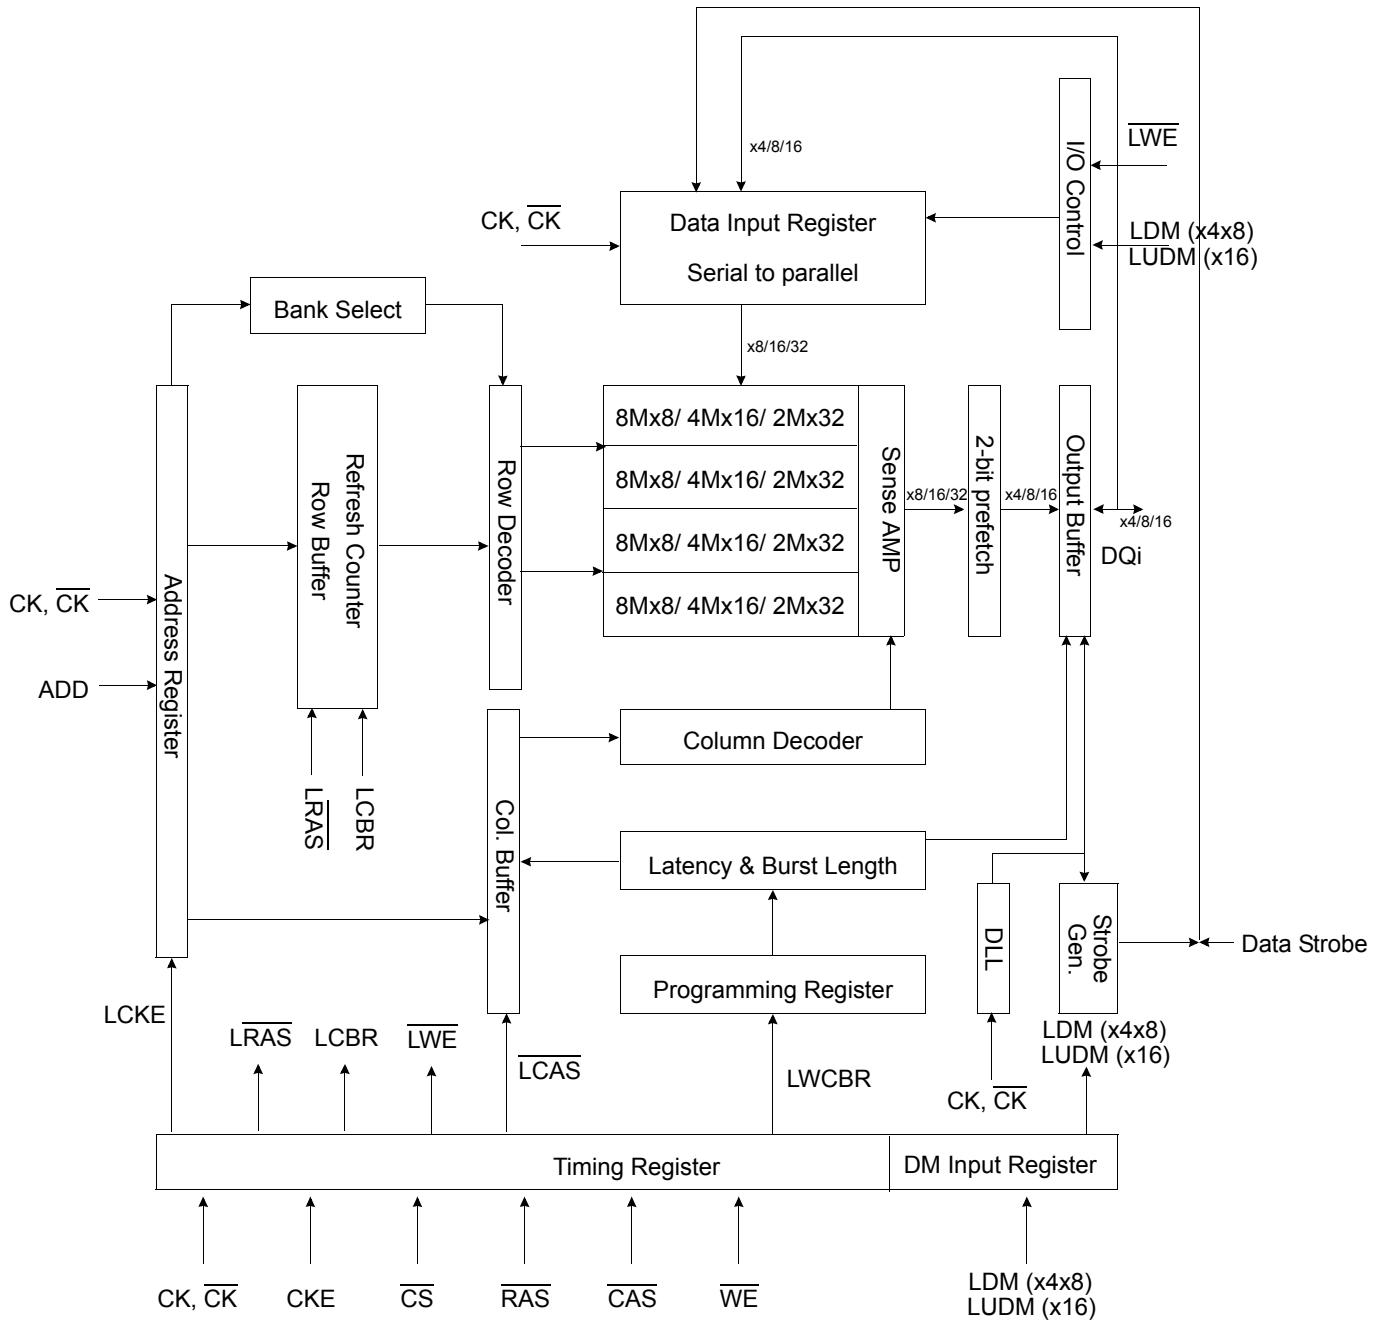 x4/8/16
LWE
I/O Control
CK, CK
Data Input Register
Serial to parallel
LDM (x4x8)
LUDM (x16)
Bank Select
x8/16/32
Address Register
Refresh Counter
Row Buffer
Row Decoder
8Mx8/ 4Mx16/ 2Mx32
8Mx8/ 4Mx16/ 2Mx32
8Mx8/ 4Mx16/ 2Mx32
8Mx8/ 4Mx16/ 2Mx32
Sense AMP
x8/16/32
2-bit prefetch
x4/8/16
Output Buffer
x4/8/16
DQi
CK, CK
ADD
LRAS
LCBR
Col. Buffer
Column Decoder
Latency & Burst Length
Programming Register
DLL
Strobe
Gen.
Data Strobe
LCKE
LRAS
LCBR
LWE
LCAS
LWCBR
CK, CK
LDM (x4x8)
LUDM (x16)
Timing Register
DM Input Register
CK, CK
CKE
CS
RAS
CAS
WE
LDM (x4x8)
LUDM (x16)